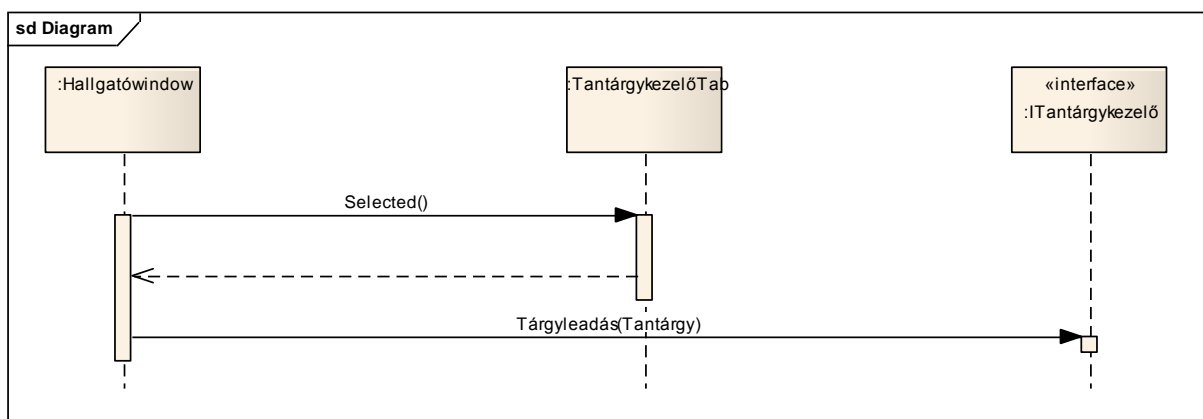 sd Diagram
:Hallgatówindow
:TantárgykezelőTab
«interface»
:ITantárgykezelő
Selected()
Tárgyleadás(Tantárgy)